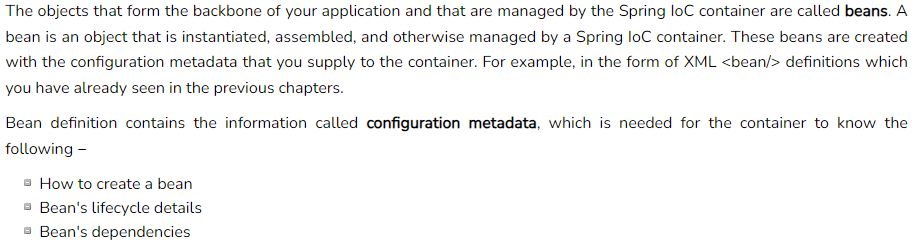 The objects that form the backbone of your application and that are managed by the Spring IoC container are called beans. A
bean is an object that is instantiated, assembled, and otherwise managed by a Spring IoC container. These beans are created
with the configuration metadata that you supply to the container. For example, in the form of XML <bean/> definitions which
you have already seen in the previous chapters.
Bean definition contains the information called configuration metadata, which is needed for the container to know the
following −
How to create a bean
Bean's lifecycle details
Bean's dependencies